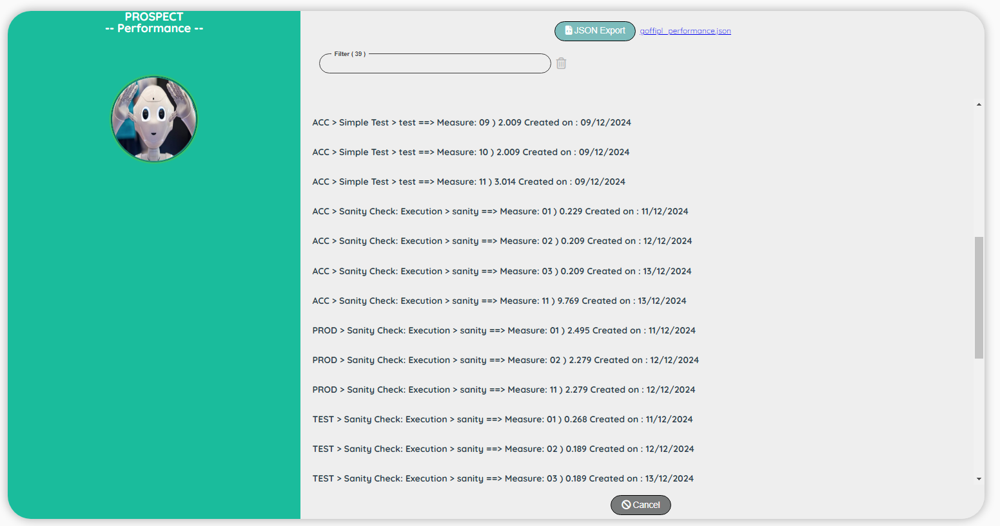 PROSPECT
-- Performance --
JSON Export
goffipl_performance.json
Filter ( 39 )
ACC > Simple Test > test ==> Measure: 09 ) 2.009 Created on : 09/12/2024
ACC > Simple Test > test ==> Measure: 10 ) 2.009 Created on : 09/12/2024
ACC > Simple Test > test ==> Measure: 11 ) 3.014 Created on : 09/12/2024
ACC > Sanity Check: Execution > sanity ==> Measure: 01 ) 0.229 Created on : 11/12/2024
ACC > Sanity Check: Execution > sanity ==> Measure: 02 ) 0.209 Created on : 12/12/2024
ACC > Sanity Check: Execution > sanity ==> Measure: 03 ) 0.209 Created on : 13/12/2024
ACC > Sanity Check: Execution > sanity ==> Measure: 11 ) 9.769 Created on : 13/12/2024
PROD > Sanity Check: Execution > sanity ==> Measure: 01 ) 2.495 Created on : 11/12/2024
PROD > Sanity Check: Execution > sanity ==> Measure: 02 ) 2.279 Created on : 12/12/2024
PROD > Sanity Check: Execution > sanity ==> Measure: 11 ) 2.279 Created on : 12/12/2024
TEST > Sanity Check: Execution > sanity ==> Measure: 01 ) 0.268 Created on : 11/12/2024
TEST > Sanity Check: Execution > sanity ==> Measure: 02 ) 0.189 Created on : 12/12/2024
TEST > Sanity Check: Execution > sanity ==> Measure: 03 ) 0.189 Created on : 13/12/2024
Cancel